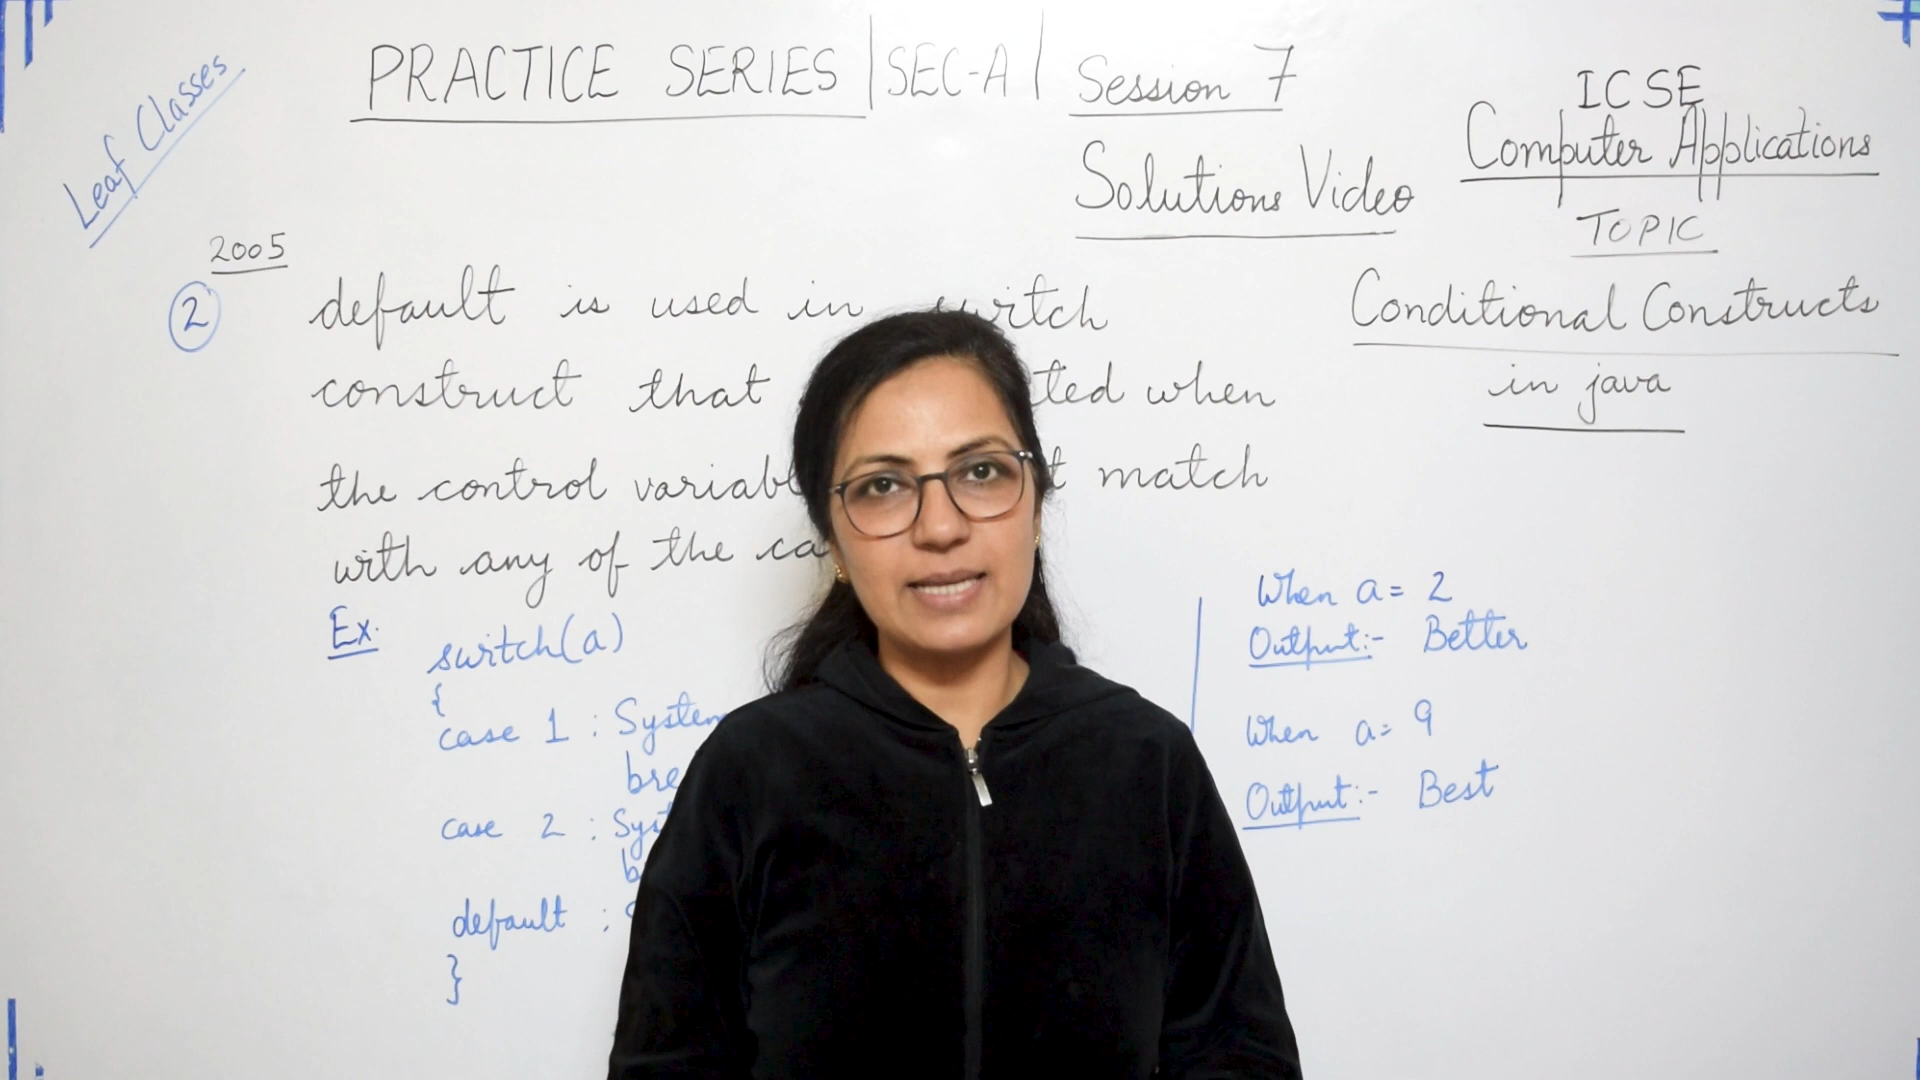 Leaf Classes
PRACTICE SERIES | SEC-A | Session 7
Solutions Video
ICSE
Computer Applications
TOPIC
Conditional Constructs
in java
2005
2 default is used in switch
construct that when
the control match
with any of the
Ex. switch(a)
{
case 1 : System
case 2 :
default :
}
When a= 2
Output:- Better
When a= 9
Output:- Best